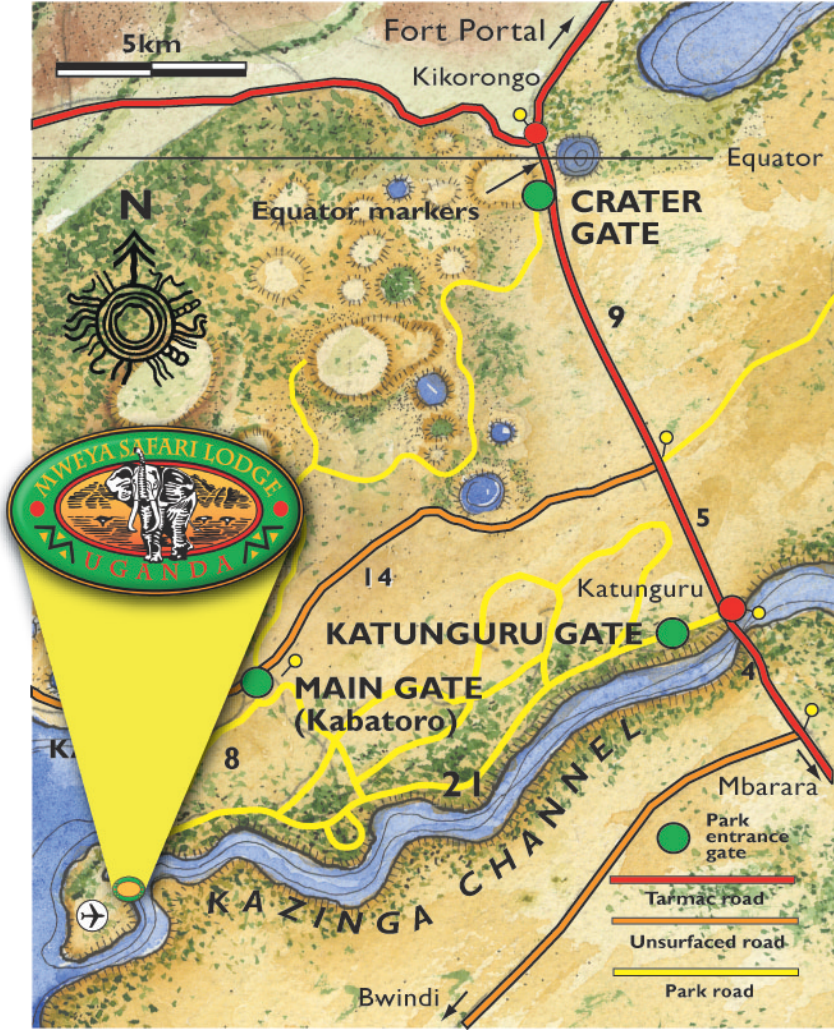 5km
Fort Portal
Kikorongo
Equator
N
Equator markers
CRATER
GATE
9
MWEYA SAFARI LODGE
UGANDA
5
14
Katunguru
KATUNGURU GATE
MAIN GATE
(Kabatoro)
4
8
21
Mbarara
KAZINGA CHANNEL
Park
entrance
gate
Tarmac road
Unsurfaced road
Park road
Bwindi